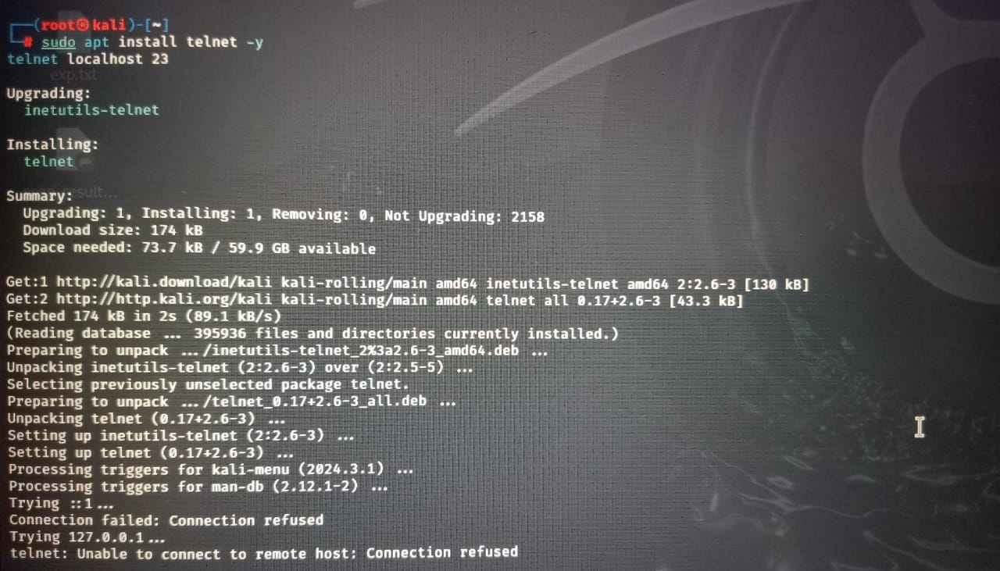 ┌──(root㉿kali)-[~]
└─# sudo apt install telnet -y
telnet localhost 23
exp.txt
Upgrading:
inetutils-telnet
Installing:
telnet
Summary:
Upgrading: 1, Installing: 1, Removing: 0, Not Upgrading: 2158
Download size: 174 kB
Space needed: 73.7 kB / 59.9 GB available
Get:1 http://kali.download/kali kali-rolling/main amd64 inetutils-telnet amd64 2:2.6-3 [130 kB]
Get:2 http://http.kali.org/kali kali-rolling/main amd64 telnet all 0.17+2.6-3 [43.3 kB]
Fetched 174 kB in 2s (89.1 kB/s)
(Reading database ... 395936 files and directories currently installed.)
Preparing to unpack .../inetutils-telnet_2%3a2.6-3_amd64.deb ...
Unpacking inetutils-telnet (2:2.6-3) over (2:2.5-5) ...
Selecting previously unselected package telnet.
Preparing to unpack .../telnet_0.17+2.6-3_all.deb ...
Unpacking telnet (0.17+2.6-3) ...
Setting up inetutils-telnet (2:2.6-3) ...
Setting up telnet (0.17+2.6-3) ...
Processing triggers for kali-menu (2024.3.1) ...
Processing triggers for man-db (2.12.1-2) ...
Trying ::1...
Connection failed: Connection refused
Trying 127.0.0.1...
telnet: Unable to connect to remote host: Connection refused